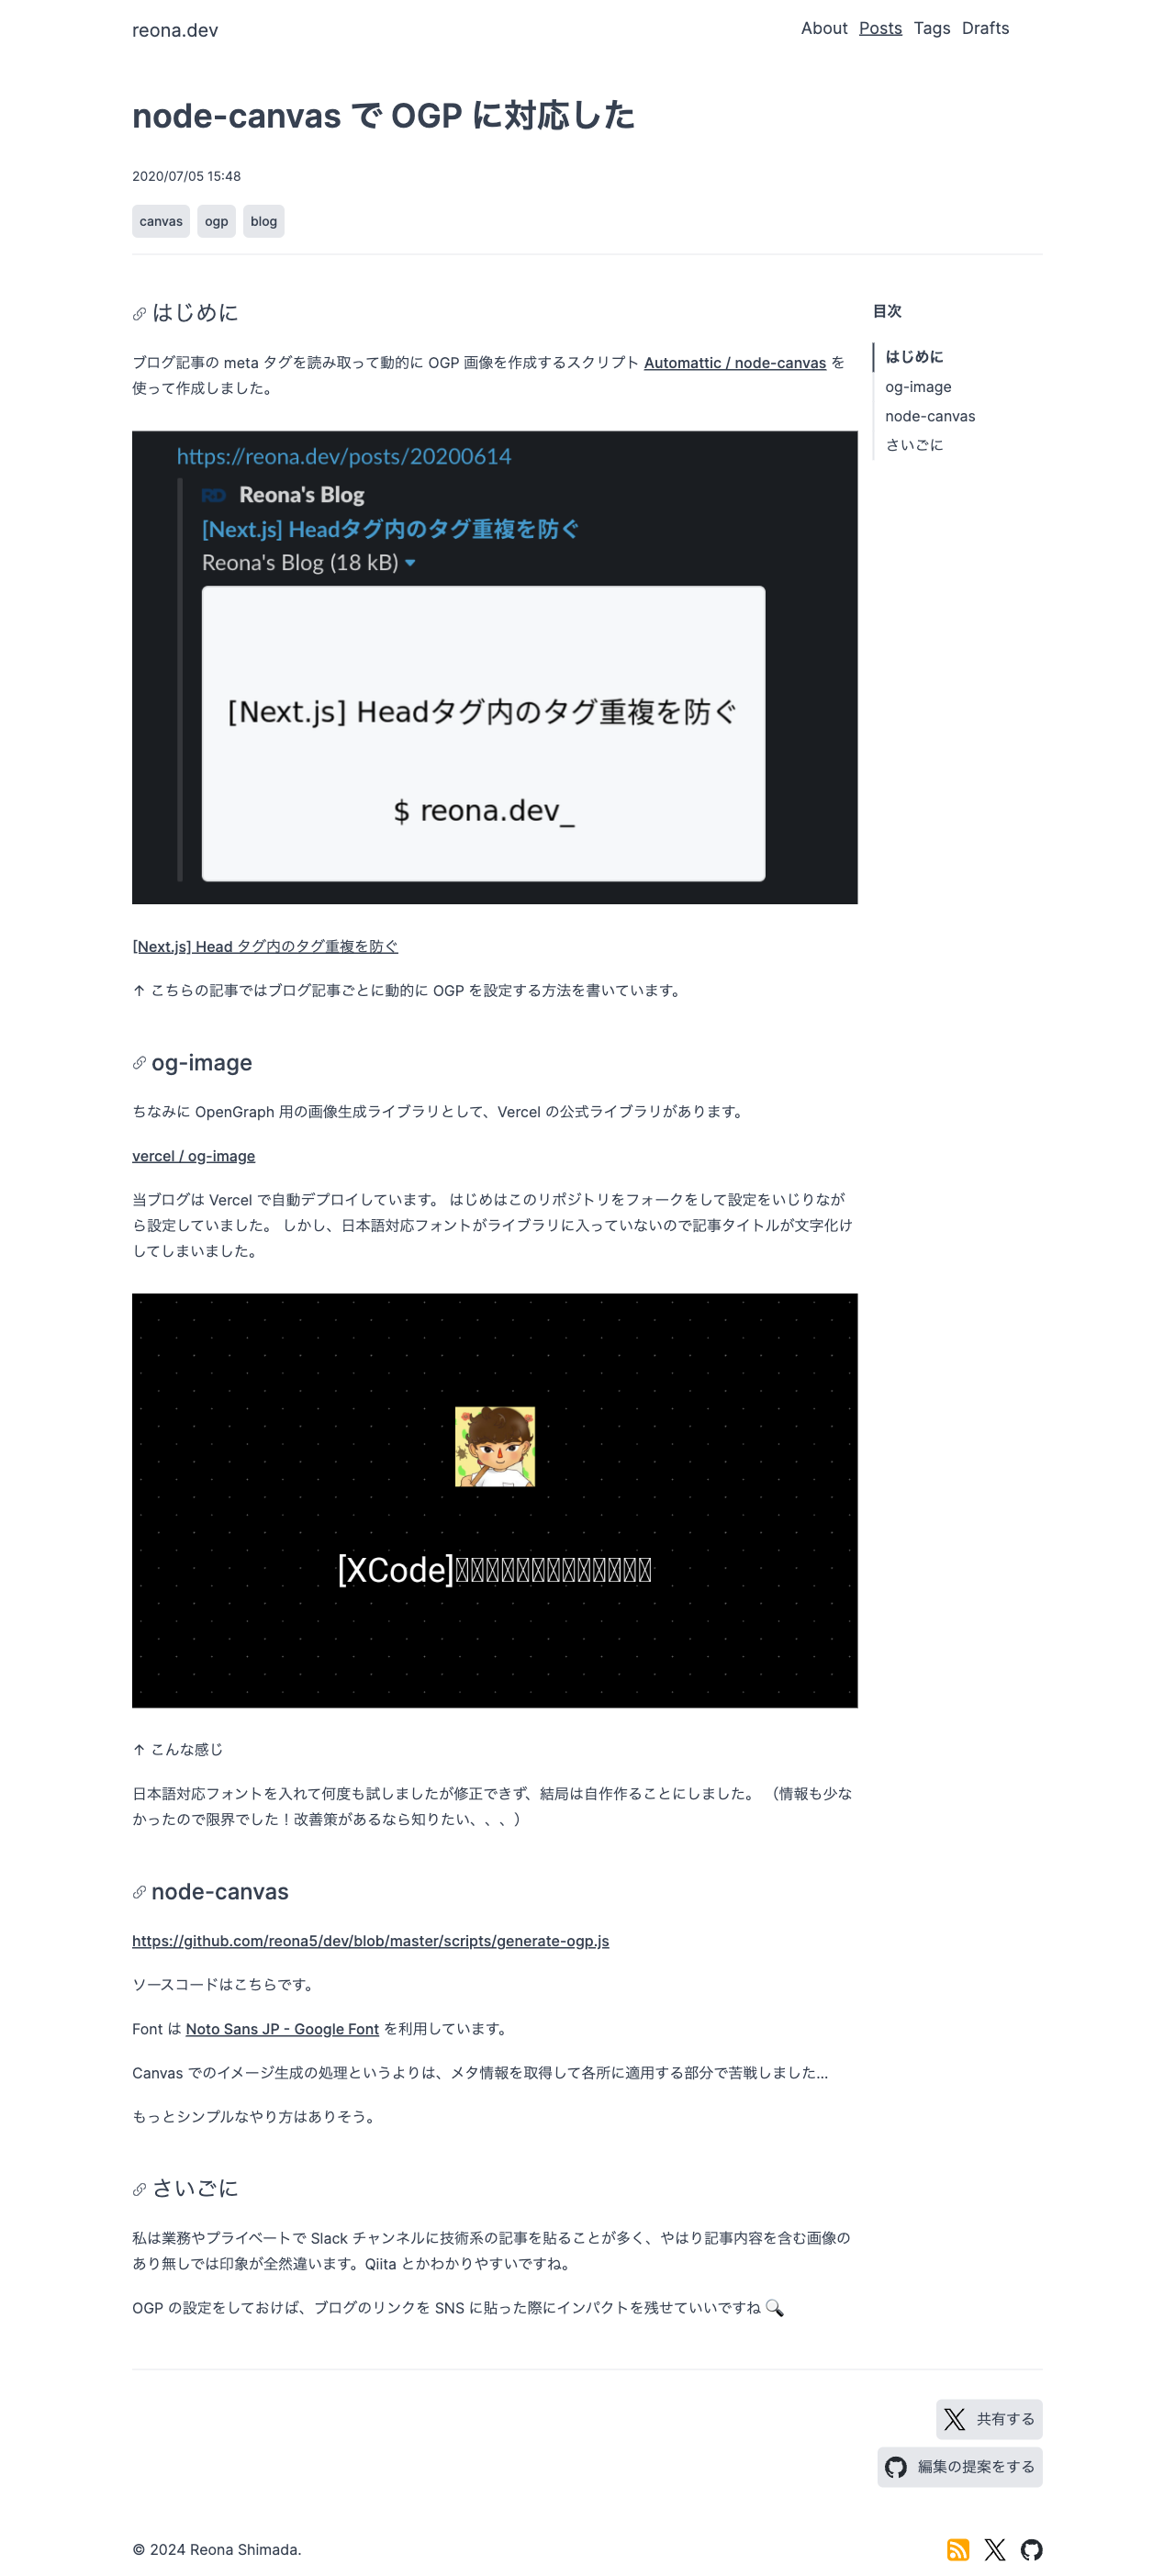 reona.dev
About Posts Tags Drafts
node-canvas で OGP に対応した
2020/07/05 15:48
canvas ogp blog
はじめに
ブログ記事の meta タグを読み取って動的に OGP 画像を作成するスクリプト Automattic / node-canvas を
使って作成しました。
https://reona.dev/posts/20200614
RD Reona's Blog
[Next.js] Headタグ内のタグ重複を防ぐ
Reona's Blog (18 kB)
[Next.js] Headタグ内のタグ重複を防ぐ
$ reona.dev_
[Next.js] Head タグ内のタグ重複を防ぐ
↑ こちらの記事ではブログ記事ごとに動的に OGP を設定する方法を書いています。
og-image
ちなみに OpenGraph 用の画像生成ライブラリとして、Vercel の公式ライブラリがあります。
vercel / og-image
当ブログは Vercel で自動デプロイしています。 はじめはこのリポジトリをフォークをして設定をいじりなが
ら設定していました。 しかし、日本語対応フォントがライブラリに入っていないので記事タイトルが文字化け
してしまいました。
[XCode]
↑ こんな感じ
日本語対応フォントを入れて何度も試しましたが修正できず、結局は自作作ることにしました。 （情報も少な
かったので限界でした！改善策があるなら知りたい、、、）
node-canvas
https://github.com/reona5/dev/blob/master/scripts/generate-ogp.js
ソースコードはこちらです。
Font は Noto Sans JP - Google Font を利用しています。
Canvas でのイメージ生成の処理というよりは、メタ情報を取得して各所に適用する部分で苦戦しました...
もっとシンプルなやり方はありそう。
さいごに
私は業務やプライベートで Slack チャンネルに技術系の記事を貼ることが多く、やはり記事内容を含む画像の
あり無しでは印象が全然違います。Qiita とかわかりやすいですね。
OGP の設定をしておけば、ブログのリンクを SNS に貼った際にインパクトを残せていいですね 🔍
目次
はじめに
og-image
node-canvas
さいごに
共有する
編集の提案をする
© 2024 Reona Shimada.